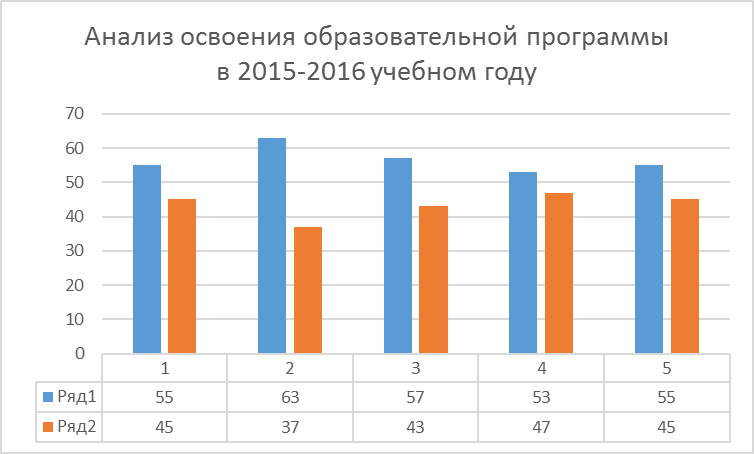 Анализ освоения образовательной программы
в 2015-2016 учебном году
70
60
50
40
30
20
10
0
1 2 3 4 5
Ряд1 55 63 57 53 55
Ряд2 45 37 43 47 45